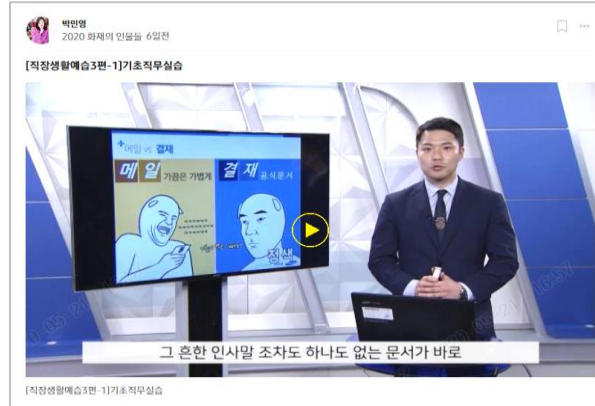 박민영
2020 화재의 인물들 6일전
[직장생활예습3편-1]기초직무실습
메일 vs 결재
메일 가끔은 가볍게
결재 공식문서
정색
그 흔한 인사말 조차도 하나도 없는 문서가 바로
[직장생활예습3편-1]기초직무실습